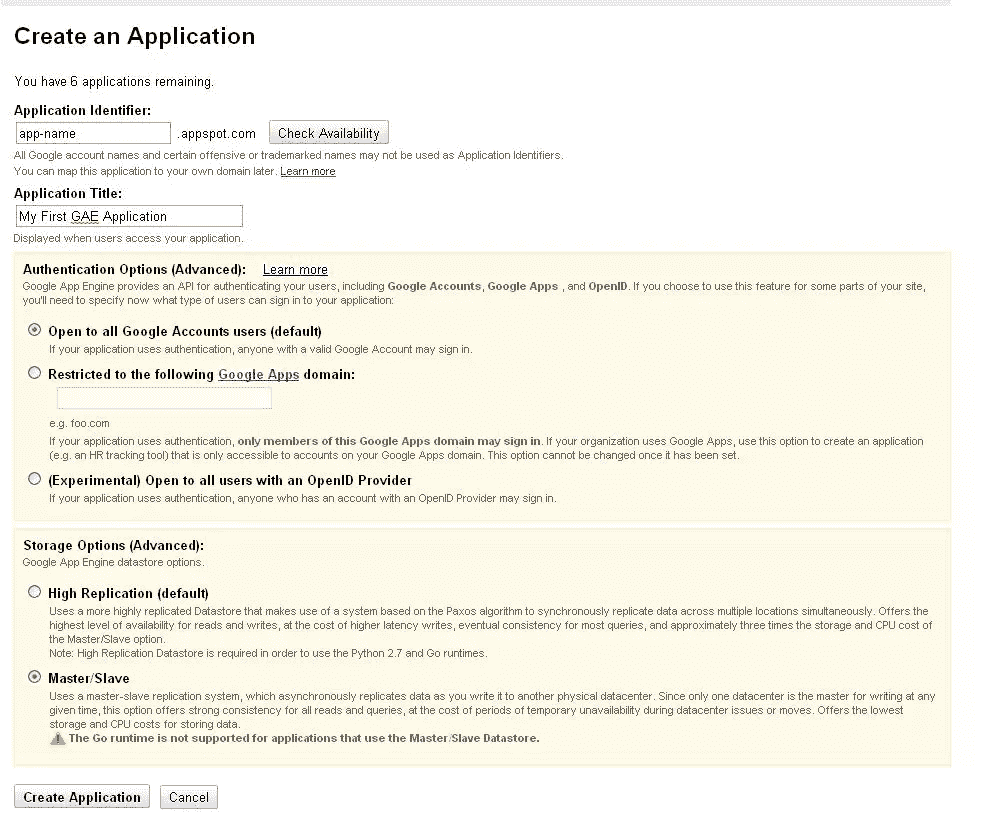 Create an Application
You have 6 applications remaining.
Application Identifier:
app-name .appspot.com Check Availability
All Google account names and certain offensive or trademarked names may not be used as Application Identifiers.
You can map this application to your own domain later. Learn more
Application Title:
My First GAE Application
Displayed when users access your application.
Authentication Options (Advanced): Learn more
Google App Engine provides an API for authenticating your users, including Google Accounts, Google Apps , and OpenID. If you choose to use this feature for some parts of your site,
you'll need to specify now what type of users can sign in to your application:
Open to all Google Accounts users (default)
If your application uses authentication, anyone with a valid Google Account may sign in.
Restricted to the following Google Apps domain:
e.g. foo.com
If your application uses authentication, only members of this Google Apps domain may sign in. If your organization uses Google Apps, use this option to create an application
(e.g. an HR tracking tool) that is only accessible to accounts on your Google Apps domain. This option cannot be changed once it has been set.
(Experimental) Open to all users with an OpenID Provider
If your application uses authentication, anyone who has an account with an OpenID Provider may sign in.
Storage Options (Advanced):
Google App Engine datastore options.
High Replication (default)
Uses a more highly replicated Datastore that makes use of a system based on the Paxos algorithm to synchronously replicate data across multiple locations simultaneously. Offers the
highest level of availability for reads and writes, at the cost of higher latency writes, eventual consistency for most queries, and approximately three times the storage and CPU cost of
the Master/Slave option.
Note: High Replication Datastore is required in order to use the Python 2.7 and Go runtimes.
Master/Slave
Uses a master-slave replication system, which asynchronously replicates data as you write it to another physical datacenter. Since only one datacenter is the master for writing at any
given time, this option offers strong consistency for all reads and queries, at the cost of periods of temporary unavailability during datacenter issues or moves. Offers the lowest
storage and CPU costs for storing data.
The Go runtime is not supported for applications that use the Master/Slave Datastore.
Create Application Cancel